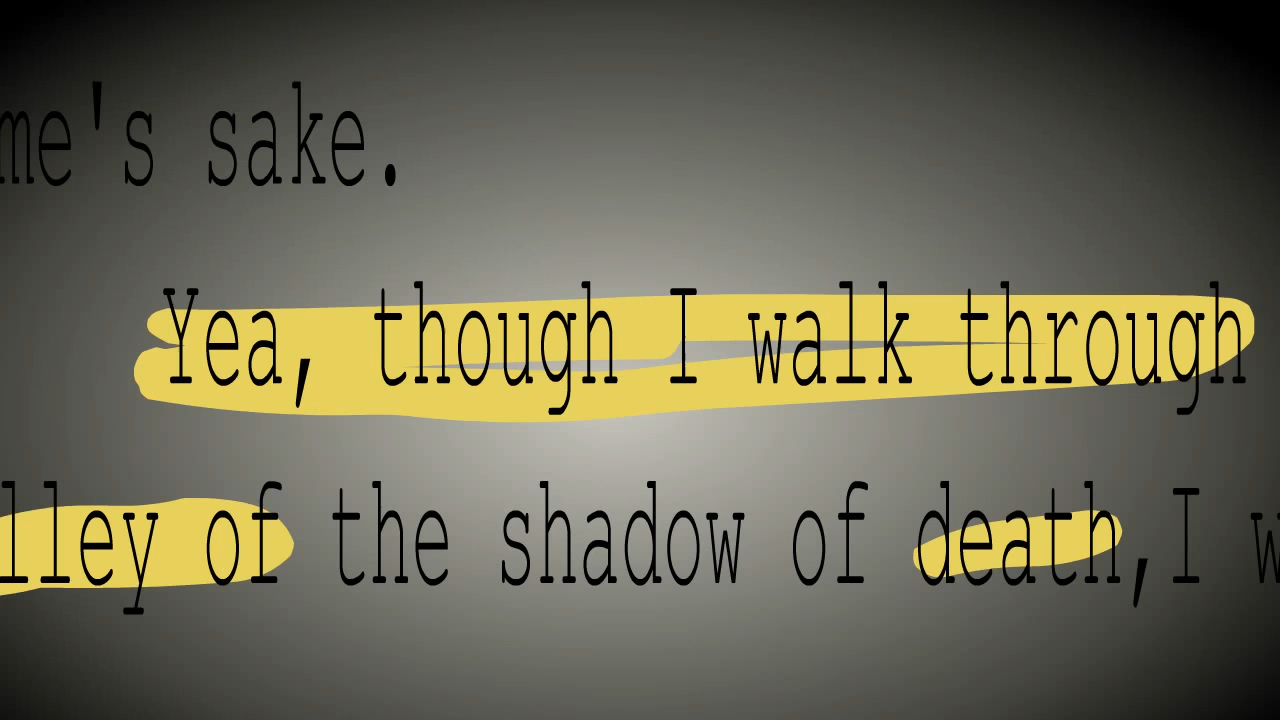 me's sake.
Yea, though I walk through
lley of the shadow of death,I w